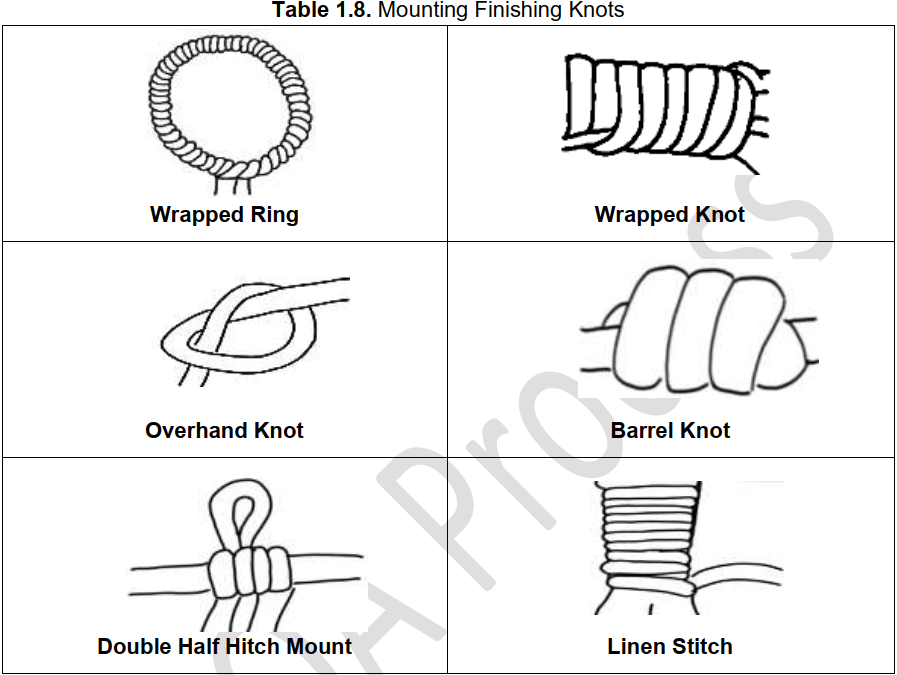 Table 1.8. Mounting Finishing Knots
Wrapped Ring
Wrapped Knot
Overhand Knot
Barrel Knot
Double Half Hitch Mount
Linen Stitch